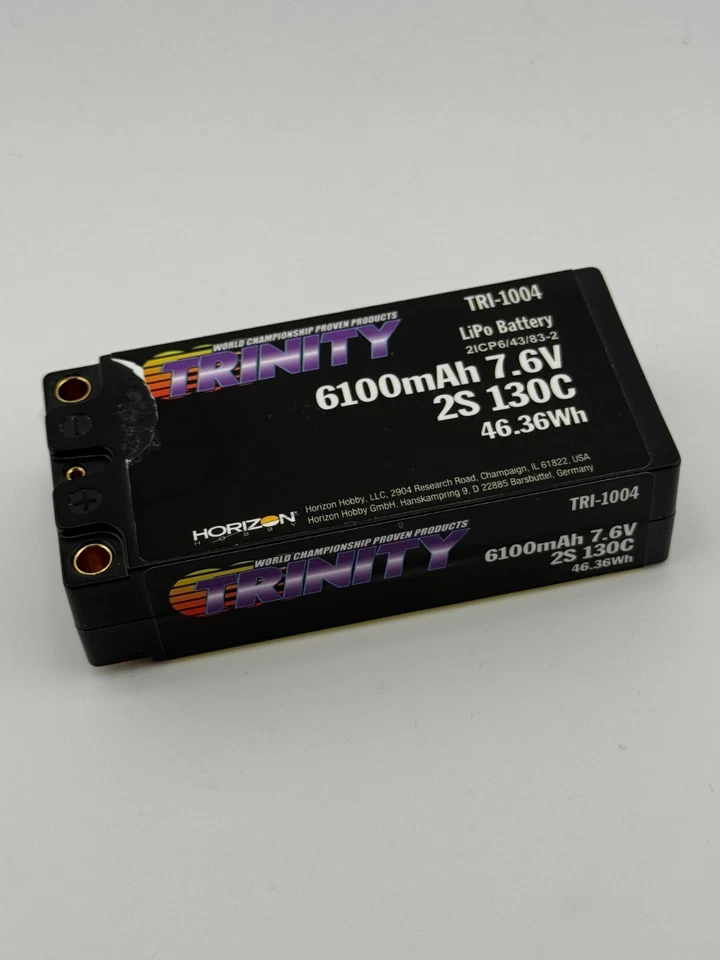 TRI-1004
WORLD CHAMPIONSHIP PROVEN PRODUCTS
TRINITY
LiPo Battery
2ICP6/43/83-2
6100mAh 7.6V
2S 130C
46.36Wh
HORIZON
HOBBY
Horizon Hobby, LLC, 2904 Research Road, Champaign, IL 61822, USA
Horizon Hobby GmbH, Hanskampring 9, D 22885 Barsbüttel, Germany
- 
+
TRI-1004
WORLD CHAMPIONSHIP PROVEN PRODUCTS
TRINITY
6100mAh 7.6V
2S 130C
46.36Wh